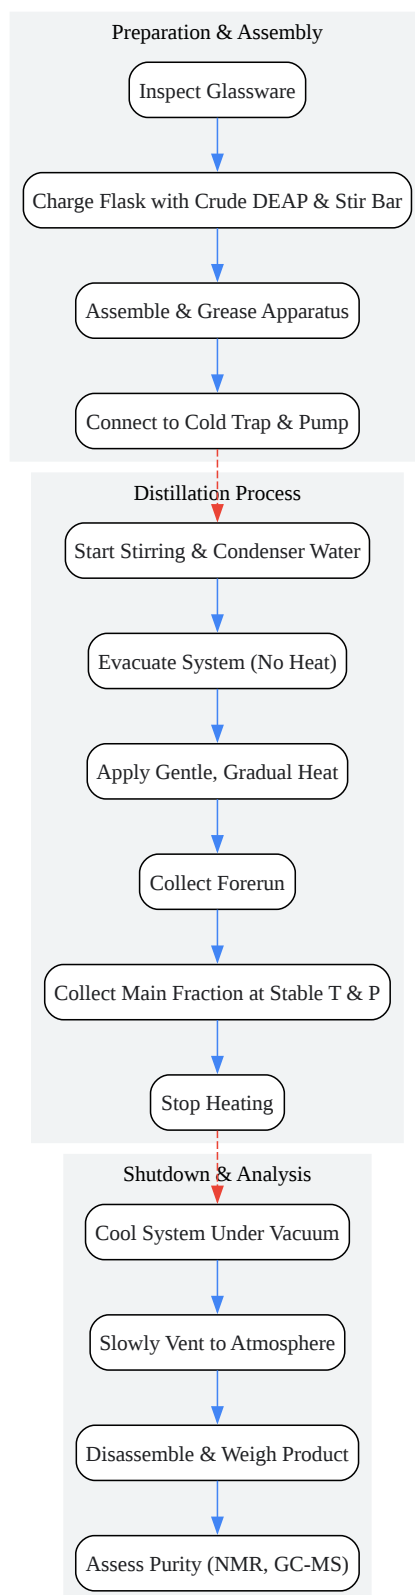 Preparation & Assembly
Inspect Glassware
Charge Flask with Crude DEAP & Stir Bar
Assemble & Grease Apparatus
Connect to Cold Trap & Pump
Distillation Process
Start Stirring & Condenser Water
Evacuate System (No Heat)
Apply Gentle, Gradual Heat
Collect Forerun
Collect Main Fraction at Stable T & P
Stop Heating
Shutdown & Analysis
Cool System Under Vacuum
Slowly Vent to Atmosphere
Disassemble & Weigh Product
Assess Purity (NMR, GC-MS)